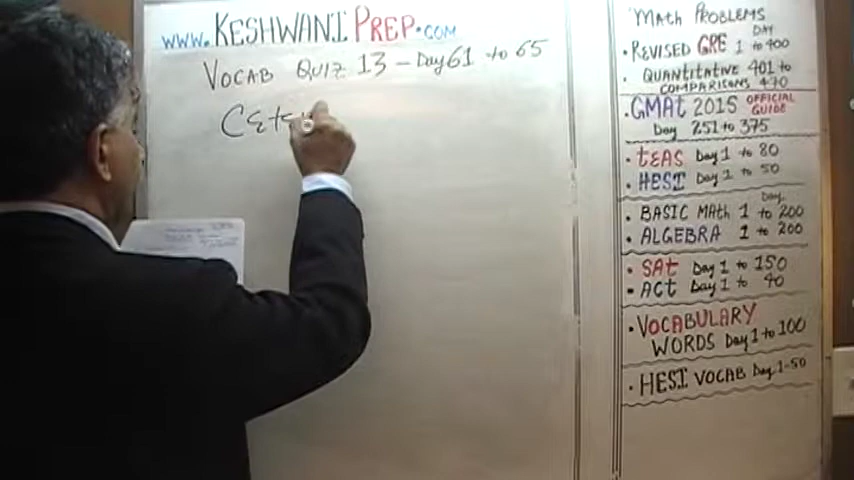 www.KESHWANIPREP.com
VOCAB QUIZ 13 – Day 61 to 65
MATH PROBLEMS
DAY
• REVISED GRE 1 to 400
• QUANTITATIVE 401 to
COMPARISONS 470
• GMAt 2015 OFFICIAL GUIDE
Day 251 to 375
• tEAS Day 1 to 80
• HESI Day 1 to 50
Day
• BASIC MAth 1 to 200
• ALGEBRA 1 to 200
• SAt Day 1 to 150
• ACt Day 1 to 40
• VOCABULARY
WORDS Day 1 to 100
• HESI VOCAB Day 1-50